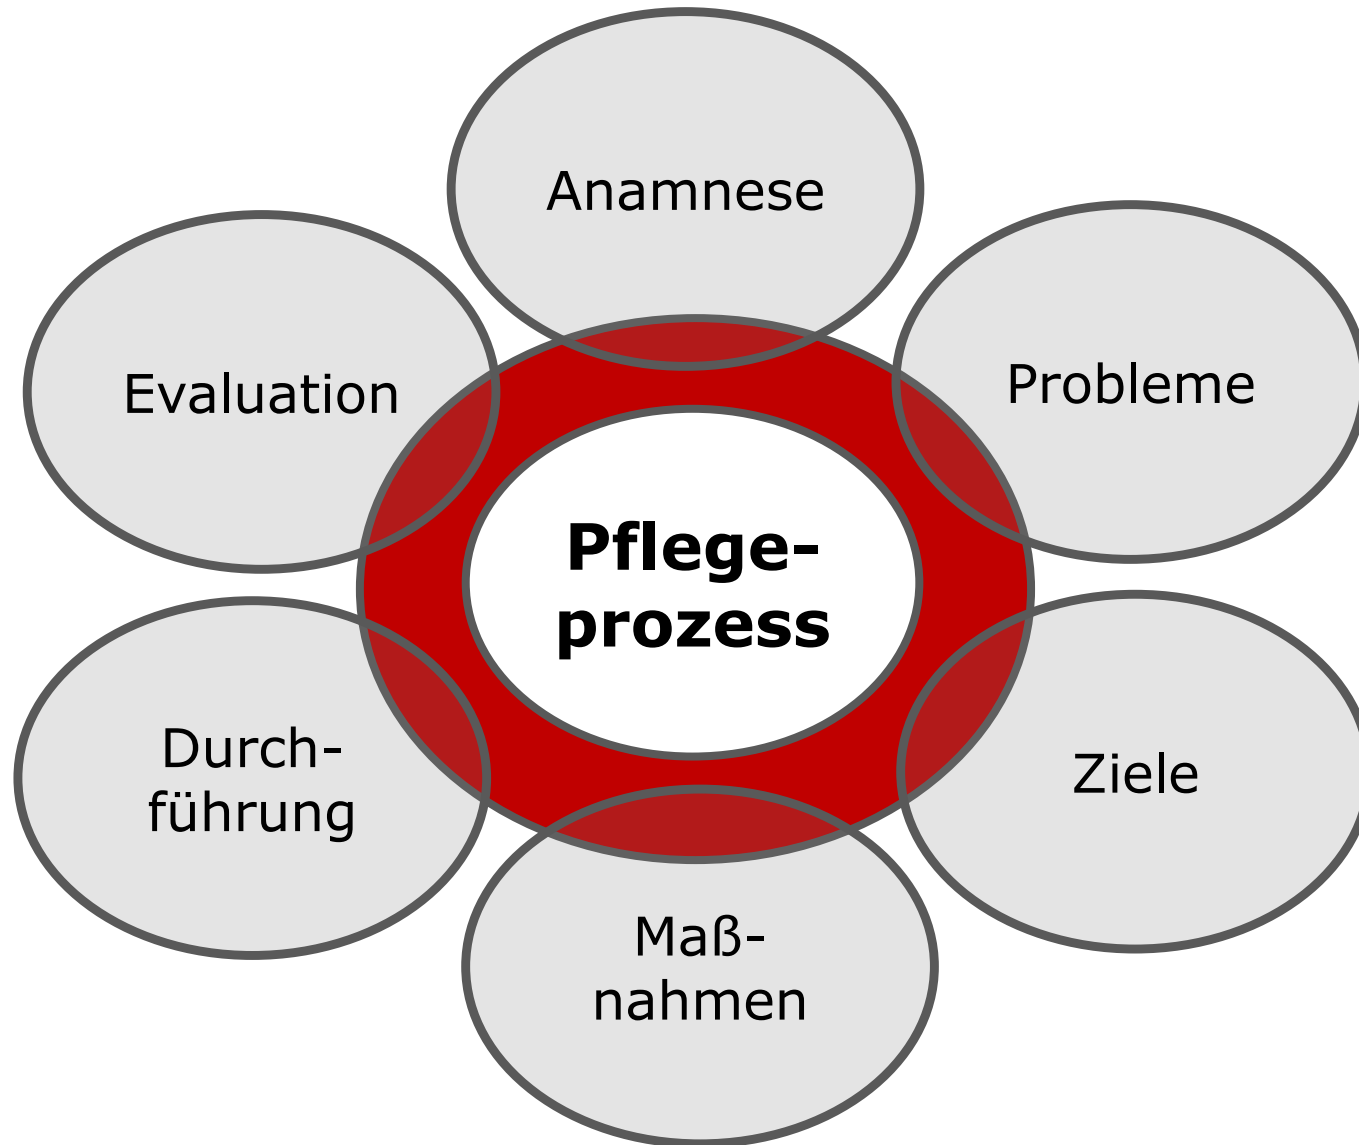 Anamnese
Probleme
Ziele
Maß-
nahmen
Durch-
führung
Evaluation
Pflege-
prozess